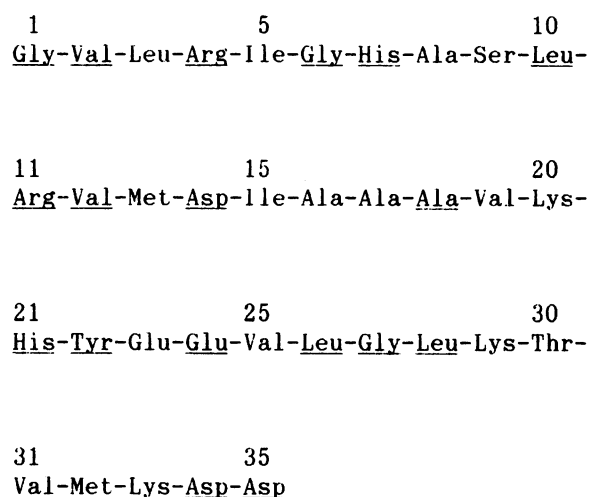 1 5 10
Gly-Val-Leu-Arg-Ile-Gly-His-Ala-Ser-Leu-
11 15 20
Arg-Val-Met-Asp-Ile-Ala-Ala-Ala-Val-Lys-
21 25 30
His-Tyr-Glu-Glu-Val-Leu-Gly-Leu-Lys-Thr-
31 35
Val-Met-Lys-Asp-Asp